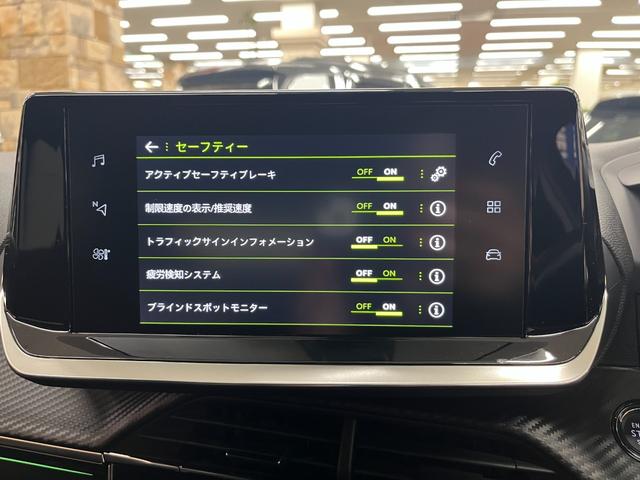 ← ⋮ セーフティー
アクティブセーフティブレーキ OFF ON
制限速度の表示/推奨速度 OFF ON
N
トラフィックサインインフォメーション OFF ON
疲労検知システム OFF ON
ブラインドスポットモニター OFF ON